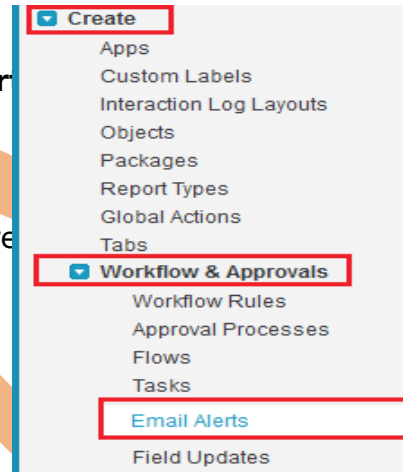 Create
Apps
Custom Labels
Interaction Log Layouts
Objects
Packages
Report Types
Global Actions
Tabs
Workflow & Approvals
Workflow Rules
Approval Processes
Flows
Tasks
Email Alerts
Field Updates